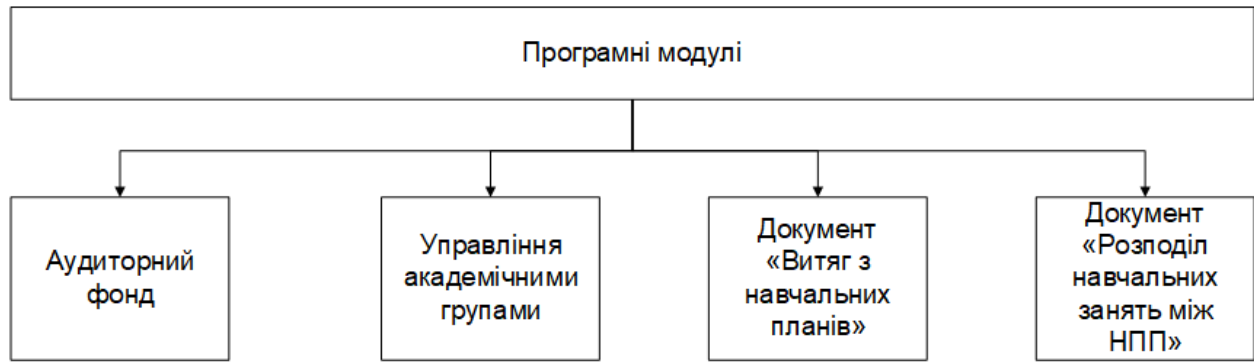 Програмні модулі
Аудиторний
фонд
Управління
академічними
групами
Документ
«Витяг з
навчальних
планів»
Документ
«Розподіл
навчальних
занять між
НПП»